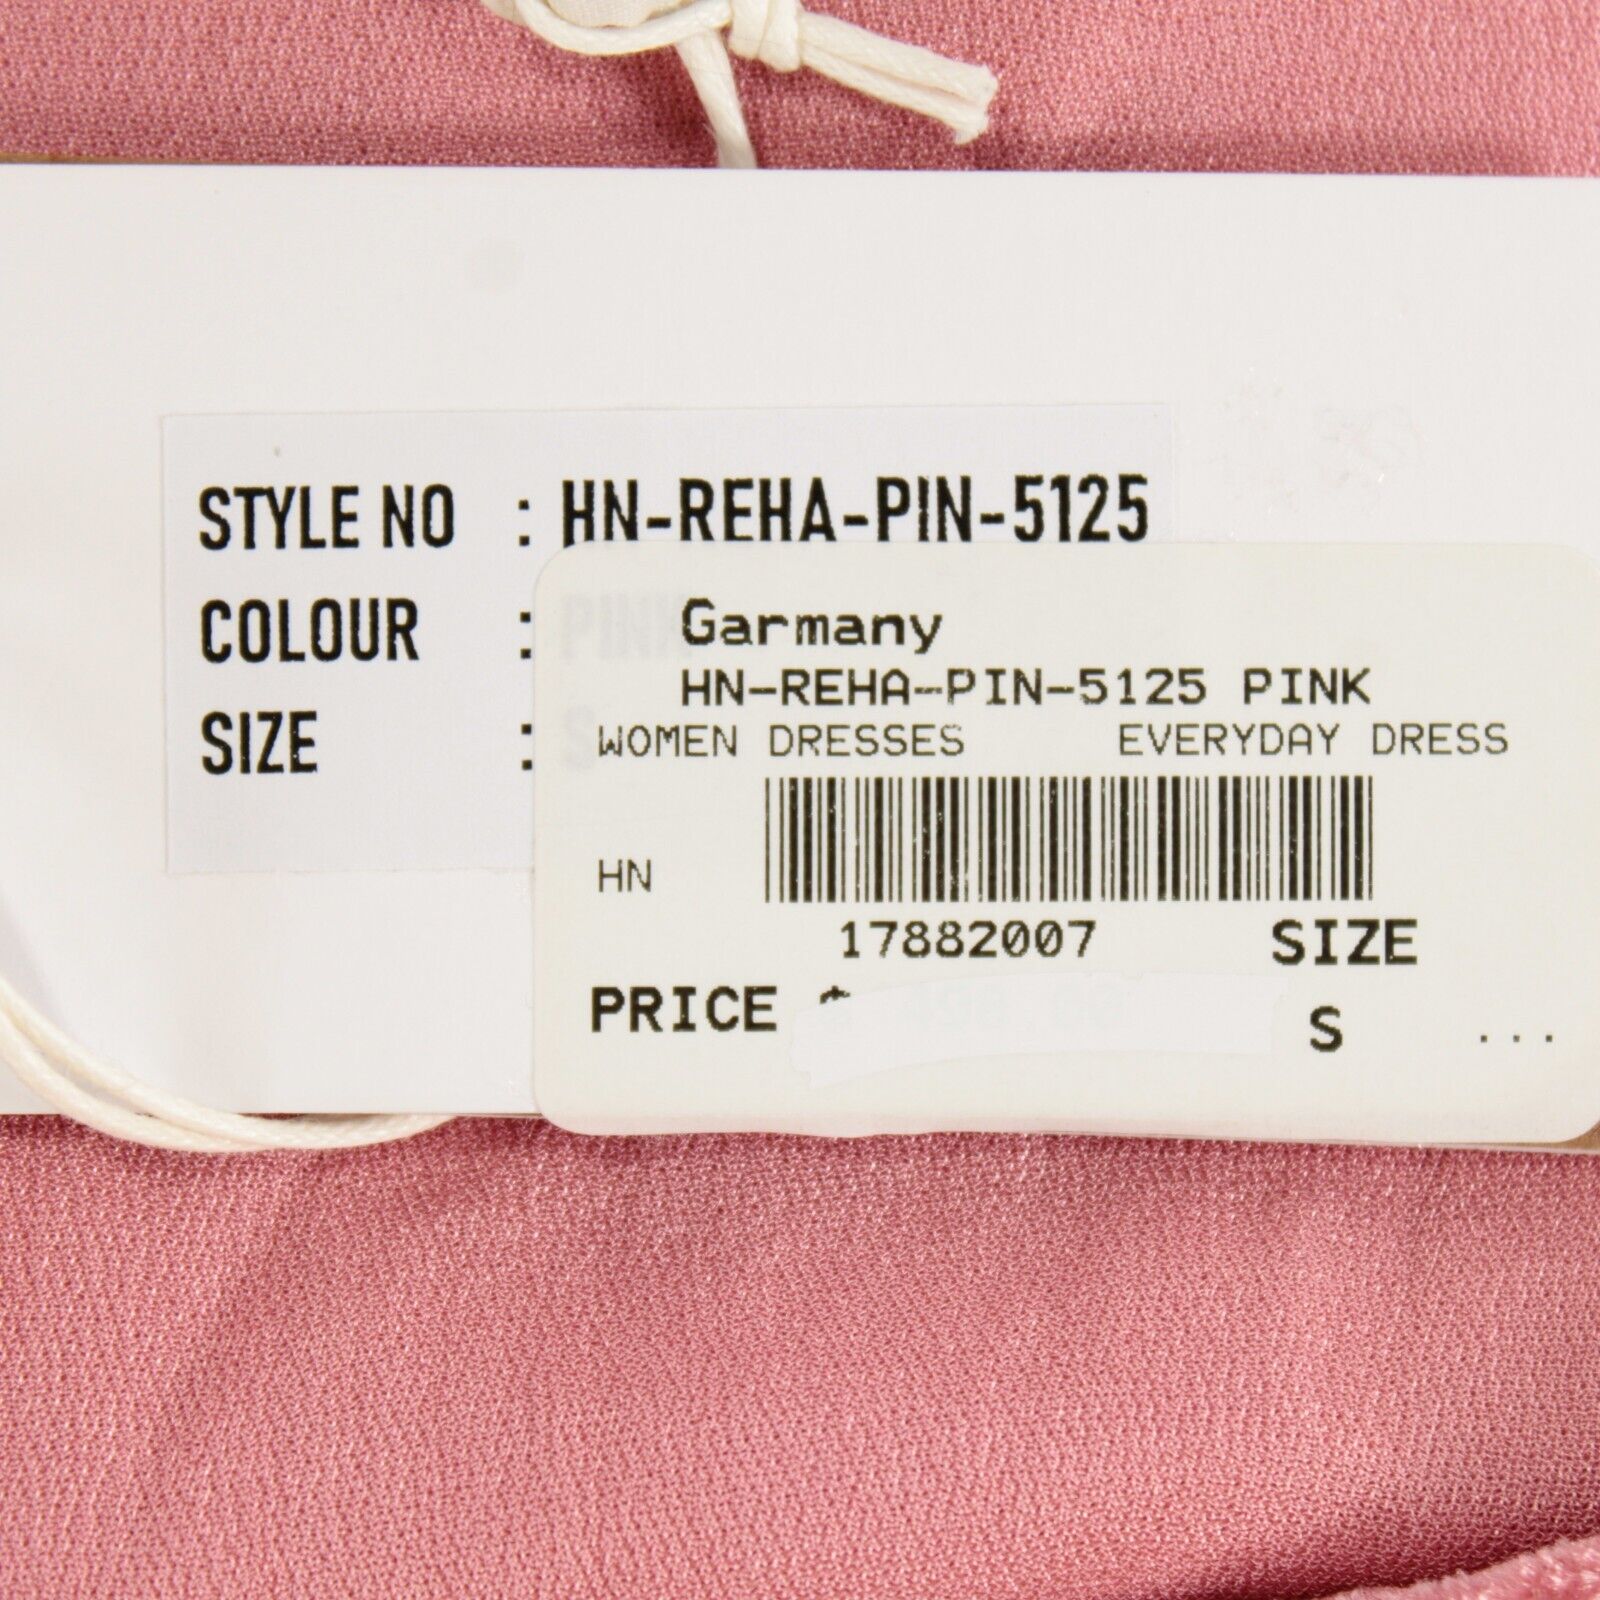 STYLE NO : HN-REHA-PIN-5125
COLOUR : PINK
SIZE : S
Garmany
HN-REHA-PIN-5125 PINK
WOMEN DRESSES EVERYDAY DRESS
HN
17882007 SIZE
PRICE $ S ...